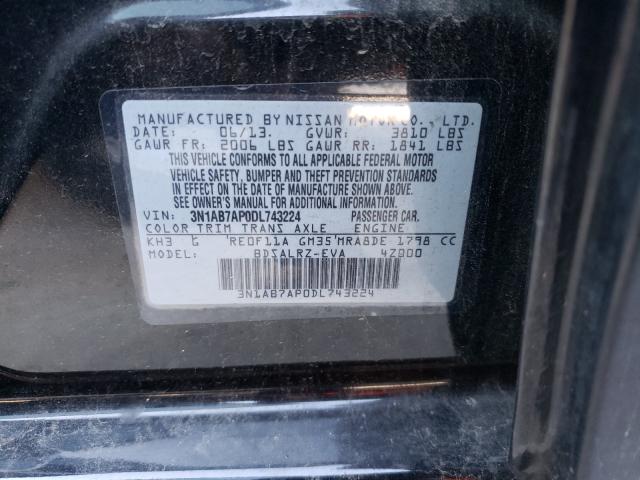 MANUFACTURED BY NISSAN MOTOR CO., LTD.
DATE: 06/13. GVWR: 3810 LBS
GAWR FR: 2006 LBS GAWR RR: 1841 LBS
THIS VEHICLE CONFORMS TO ALL APPLICABLE FEDERAL MOTOR
VEHICLE SAFETY, BUMPER AND THEFT PREVENTION STANDARDS
IN EFFECT ON THE DATE OF MANUFACTURE SHOWN ABOVE.
SEE OWNER'S MANUAL FOR ADDITIONAL INFORMATION.
VIN: 3N1AB7AP0DL743224 PASSENGER CAR.
COLOR TRIM TRANS AXLE ENGINE
KH3 G RE0F11A GM35 MRA8DE 1798 CC
MODEL: BDSALRZ-EVA 4Z000
3N1AB7AP0DL743224